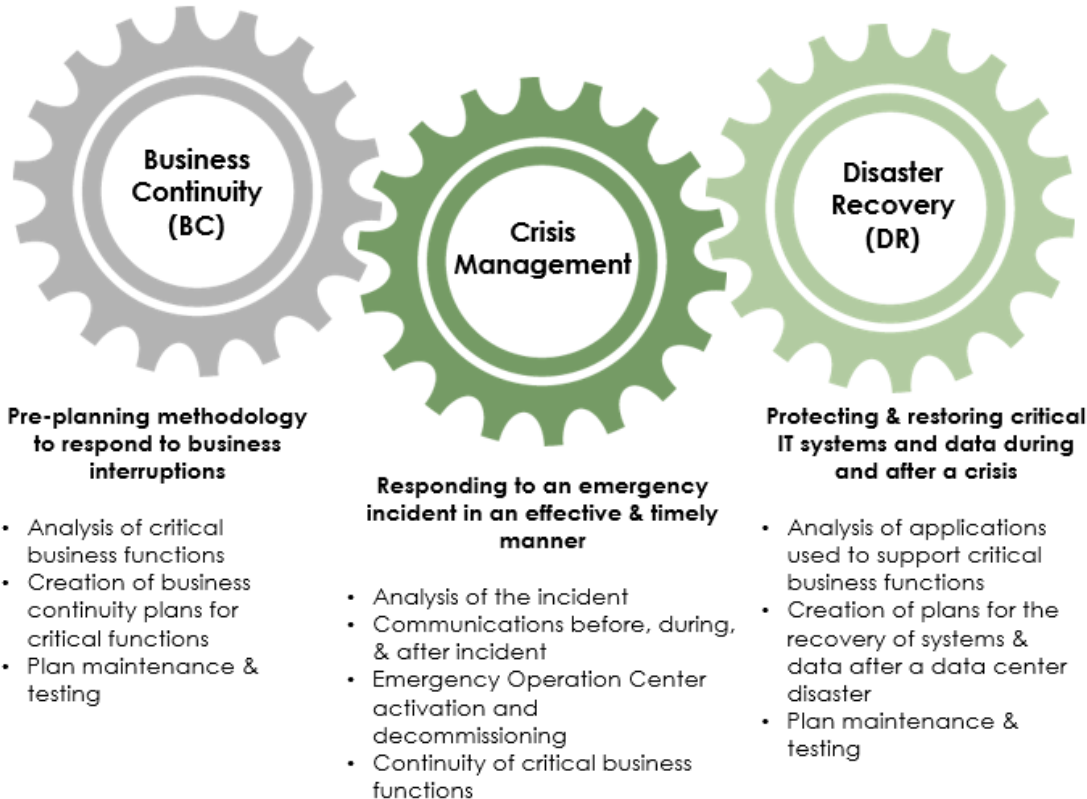 Business
Continuity
(BC)
Crisis
Management
Disaster
Recovery
(DR)
Pre-planning methodology
to respond to business
interruptions
• Analysis of critical
business functions
• Creation of business
continuity plans for
critical functions
• Plan maintenance &
testing
Responding to an emergency
incident in an effective & timely
manner
• Analysis of the incident
• Communications before, during,
& after incident
• Emergency Operation Center
activation and
decommissioning
• Continuity of critical business
functions
Protecting & restoring critical
IT systems and data during
and after a crisis
• Analysis of applications
used to support critical
business functions
• Creation of plans for the
recovery of systems &
data after a data center
disaster
• Plan maintenance &
testing